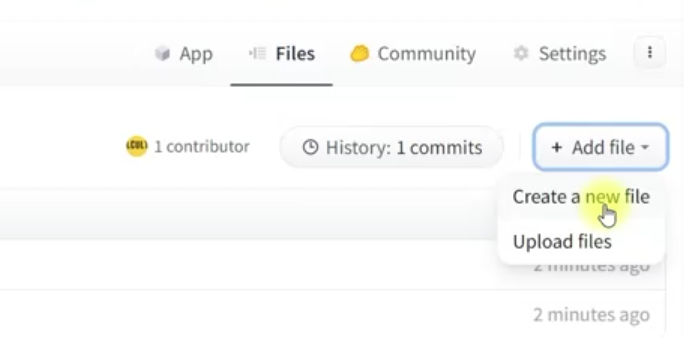 App Files Community Settings
1 contributor History: 1 commits + Add file
Create a new file
Upload files
2 minutes ago
2 minutes ago